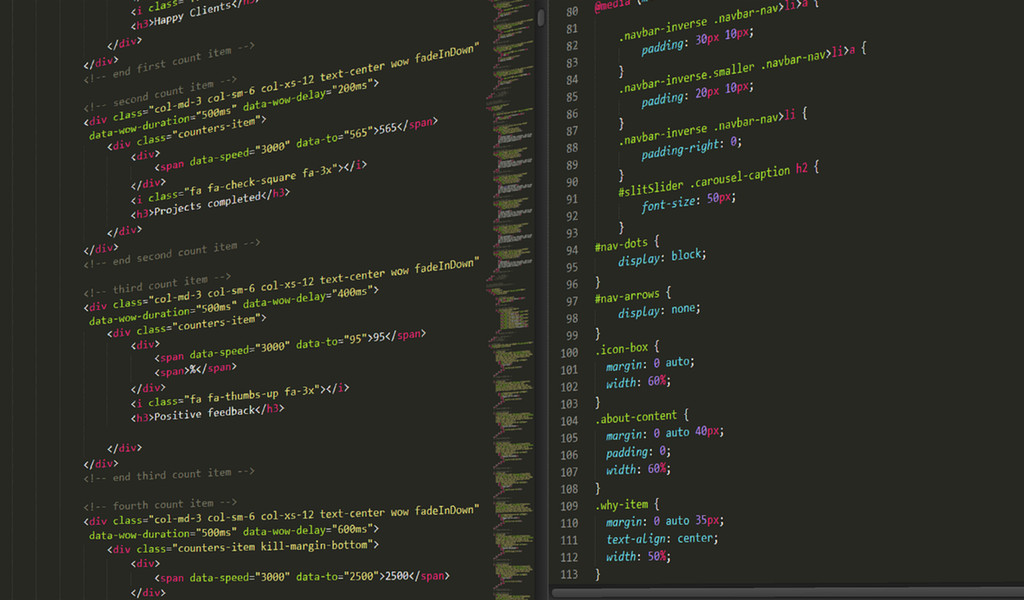 <i class="
<h3>Happy Clients</h3>
</div>
</div>
<!-- end first count item -->
<!-- second count item -->
<div class="col-md-3 col-sm-6 col-xs-12 text-center wow fadeInDown"
data-wow-duration="500ms" data-wow-delay="200ms">
<div class="counters-item">
<div>
<span data-speed="3000" data-to="565">565</span>
</div>
<i class="fa fa-check-square fa-3x"></i>
<h3>Projects completed</h3>
</div>
</div>
<!-- end second count item -->
<!-- third count item -->
<div class="col-md-3 col-sm-6 col-xs-12 text-center wow fadeInDown"
data-wow-duration="500ms" data-wow-delay="400ms">
<div class="counters-item">
<div>
<span data-speed="3000" data-to="95">95</span>
<span>%</span>
</div>
<i class="fa fa-thumbs-up fa-3x"></i>
<h3>Positive feedback</h3>
</div>
</div>
<!-- end third count item -->
<!-- fourth count item -->
<div class="col-md-3 col-sm-6 col-xs-12 text-center wow fadeInDown"
data-wow-duration="500ms" data-wow-delay="600ms">
<div class="counters-item kill-margin-bottom">
<div>
<span data-speed="3000" data-to="2500">2500</span>
</div>
80 @media
81 .navbar-inverse .navbar-nav>li>a {
82 padding: 30px 10px;
83 }
84 .navbar-inverse.smaller .navbar-nav>li>a {
85 padding: 20px 10px;
86 }
87 .navbar-inverse .navbar-nav>li {
88 padding-right: 0;
89 }
90 #slitSlider .carousel-caption h2 {
91 font-size: 50px;
92 }
93
94 #nav-dots {
95 display: block;
96 }
97 #nav-arrows {
98 display: none;
99 }
100 .icon-box {
101 margin: 0 auto;
102 width: 60%;
103 }
104 .about-content {
105 margin: 0 auto 40px;
106 padding: 0;
107 width: 60%;
108 }
109 .why-item {
110 margin: 0 auto 35px;
111 text-align: center;
112 width: 50%;
113 }